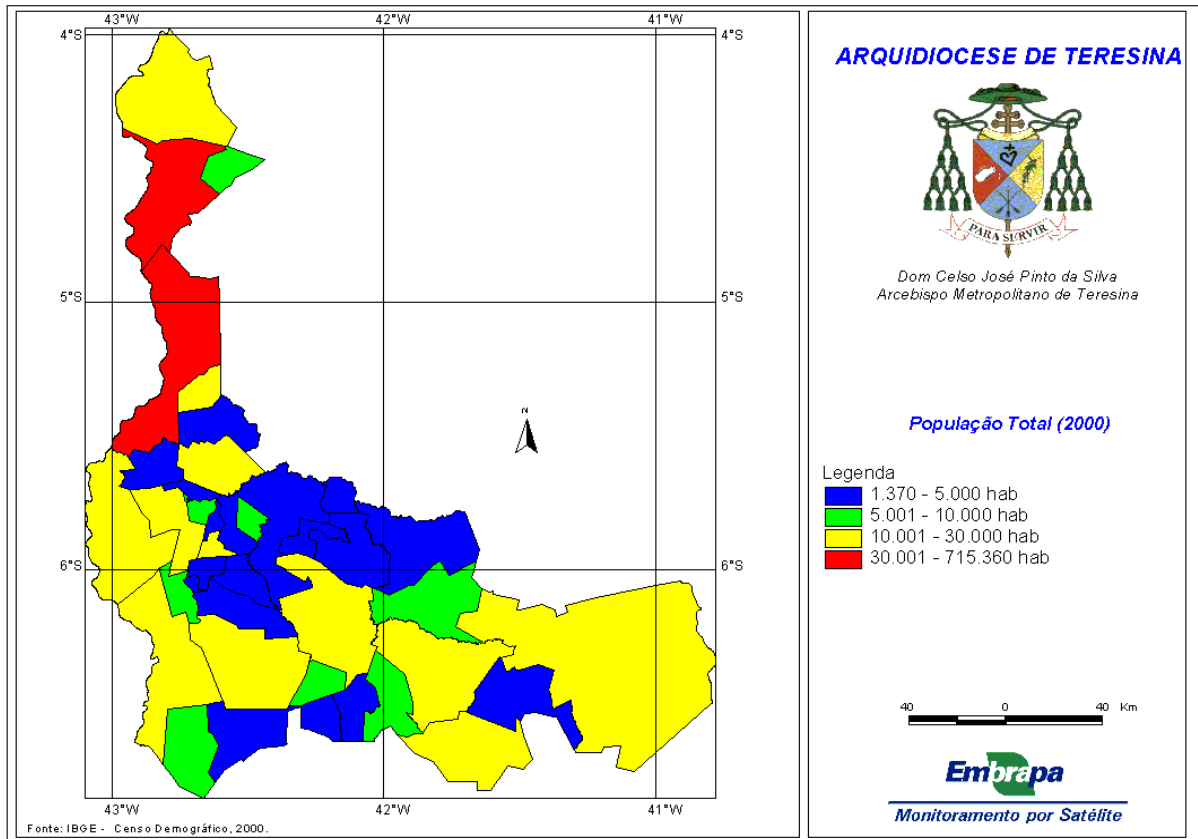 43°W 42°W 41°W
4°S 4°S
5°S 5°S
6°S 6°S
43°W 42°W 41°W
N
Fonte: IBGE - Censo Demográfico, 2000.
ARQUIDIOCESE DE TERESINA
PARA SERVIR
Dom Celso José Pinto da Silva
Arcebispo Metropolitano de Teresina
População Total (2000)
Legenda
1.370 - 5.000 hab
5.001 - 10.000 hab
10.001 - 30.000 hab
30.001 - 715.360 hab
40 0 40 Km
Embrapa
Monitoramento por Satélite